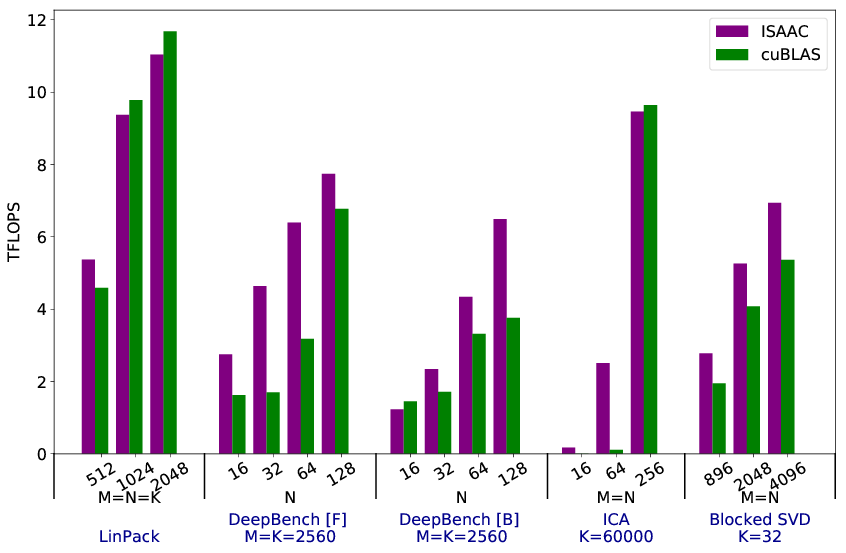 12
10
8
6
4
2
0
TFLOPS
ISAAC
cuBLAS
512 1024 2048
16 32 64 128
16 32 64 128
16 64 256
896 2048 4096
M=N=K
N
N
M=N
M=N
LinPack
DeepBench [F]
M=K=2560
DeepBench [B]
M=K=2560
ICA
K=60000
Blocked SVD
K=32